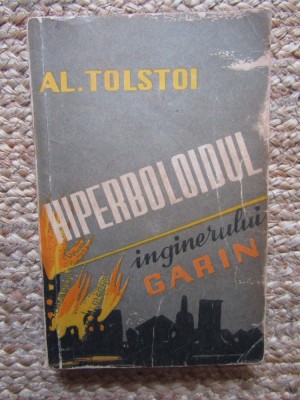 AL. TOLSTOI
HIPERBOLOIDUL
inginerului
GARIN